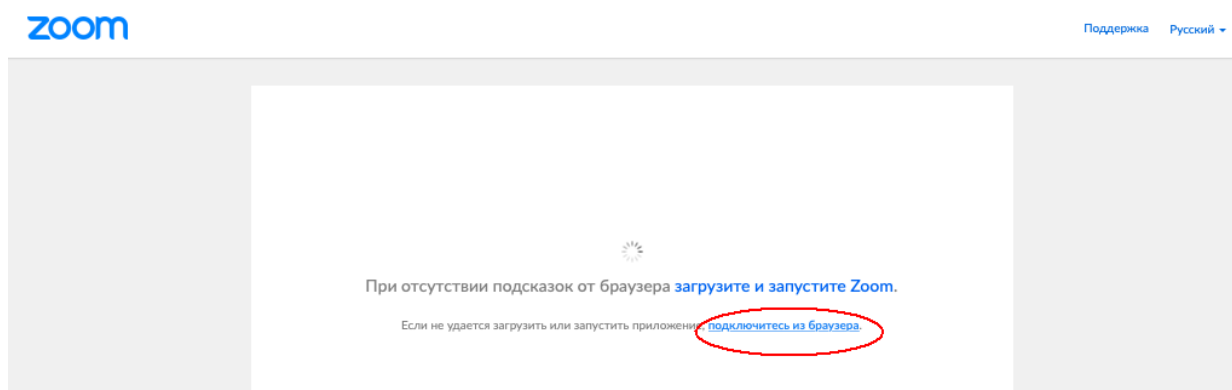 zoom
Поддержка Русский
При отсутствии подсказок от браузера загрузите и запустите Zoom.
Если не удается загрузить или запустить приложение, подключитесь из браузера.